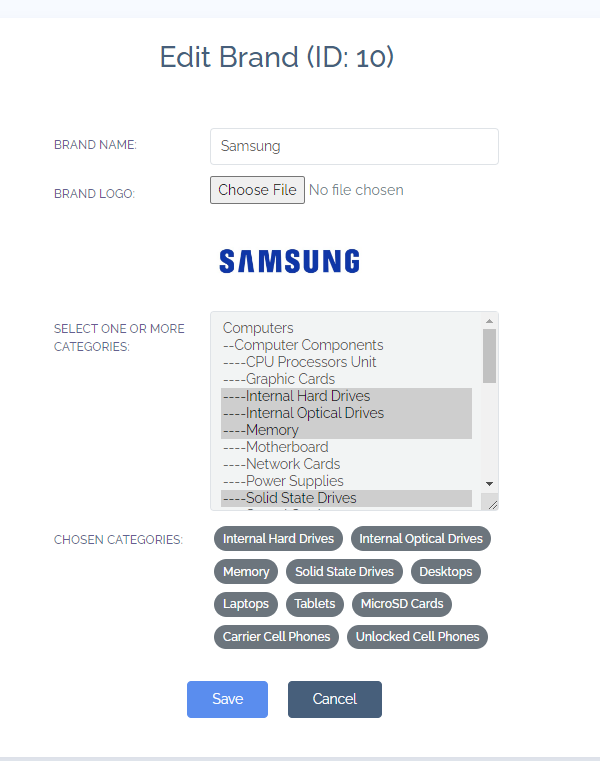 Edit Brand (ID: 10)
BRAND NAME: Samsung
BRAND LOGO: Choose File No file chosen
SAMSUNG
SELECT ONE OR MORE
CATEGORIES:
Computers
--Computer Components
----CPU Processors Unit
----Graphic Cards
----Internal Hard Drives
----Internal Optical Drives
----Memory
----Motherboard
----Network Cards
----Power Supplies
----Solid State Drives
CHOSEN CATEGORIES: Internal Hard Drives Internal Optical Drives
Memory Solid State Drives Desktops
Laptops Tablets MicroSD Cards
Carrier Cell Phones Unlocked Cell Phones
Save Cancel